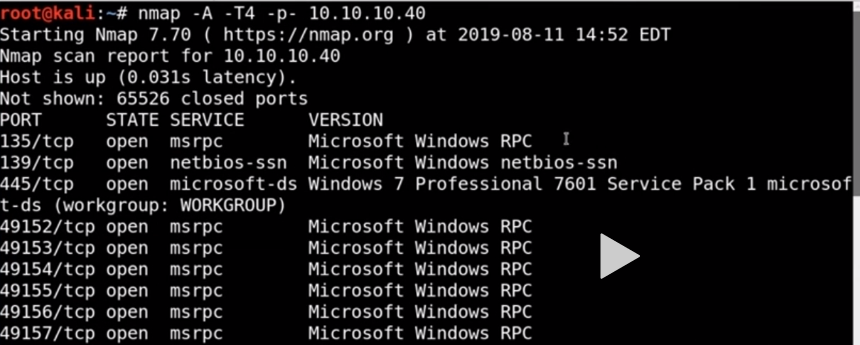 root@kali:~# nmap -A -T4 -p- 10.10.10.40
Starting Nmap 7.70 ( https://nmap.org ) at 2019-08-11 14:52 EDT
Nmap scan report for 10.10.10.40
Host is up (0.031s latency).
Not shown: 65526 closed ports
PORT      STATE SERVICE      VERSION
135/tcp   open  msrpc        Microsoft Windows RPC
139/tcp   open  netbios-ssn  Microsoft Windows netbios-ssn
445/tcp   open  microsoft-ds Windows 7 Professional 7601 Service Pack 1 microsof
t-ds (workgroup: WORKGROUP)
49152/tcp open  msrpc        Microsoft Windows RPC
49153/tcp open  msrpc        Microsoft Windows RPC
49154/tcp open  msrpc        Microsoft Windows RPC
49155/tcp open  msrpc        Microsoft Windows RPC
49156/tcp open  msrpc        Microsoft Windows RPC
49157/tcp open  msrpc        Microsoft Windows RPC